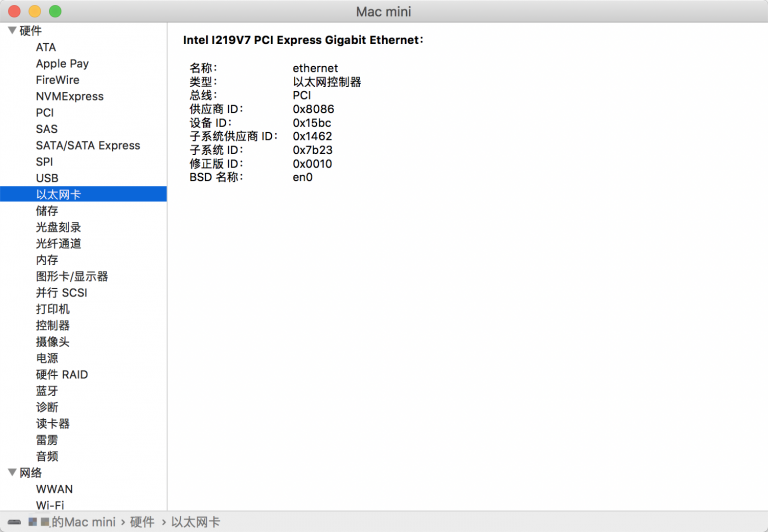 Mac mini
硬件
ATA
Apple Pay
FireWire
NVMExpress
PCI
SAS
SATA/SATA Express
SPI
USB
以太网卡
储存
光盘刻录
光纤通道
内存
图形卡/显示器
并行 SCSI
打印机
控制器
摄像头
电源
硬件 RAID
蓝牙
诊断
读卡器
雷雳
音频
网络
WWAN
Wi-Fi
Intel I219V7 PCI Express Gigabit Ethernet：
名称： ethernet
类型： 以太网控制器
总线： PCI
供应商 ID： 0x8086
设备 ID： 0x15bc
子系统供应商 ID： 0x1462
子系统 ID： 0x7b23
修正版 ID： 0x0010
BSD 名称： en0
的Mac mini › 硬件 › 以太网卡